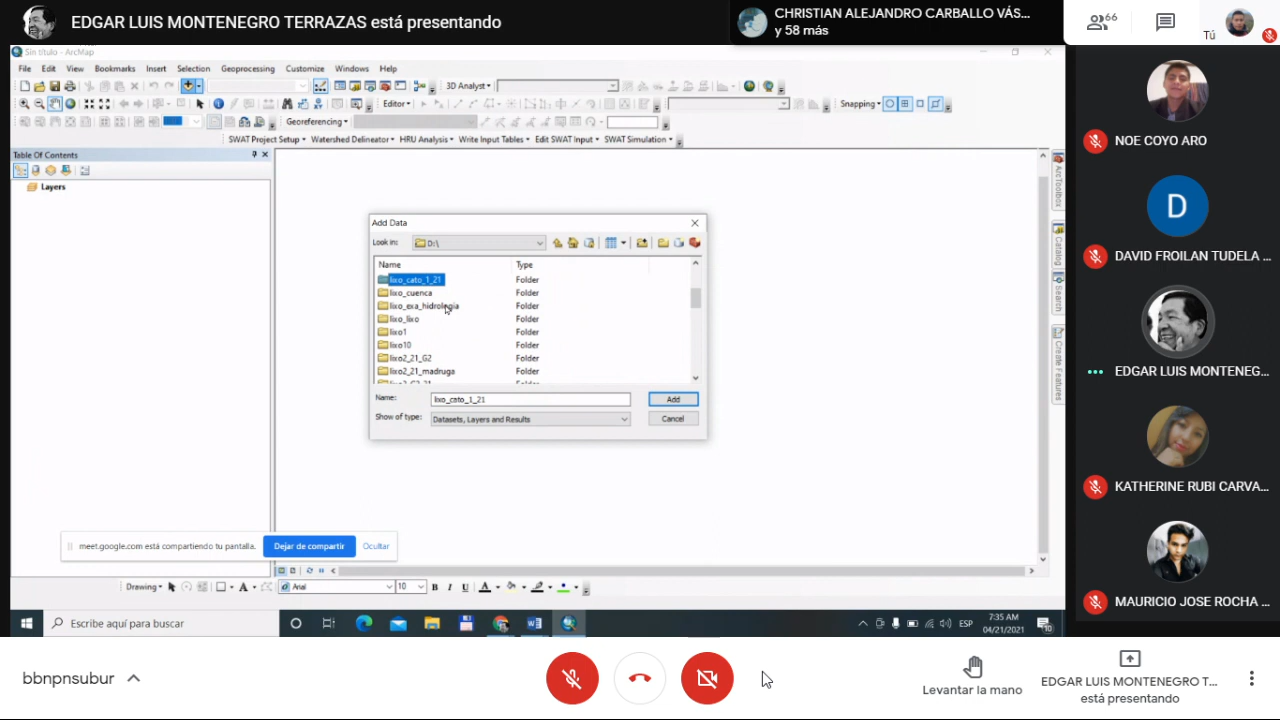 EDGAR LUIS MONTENEGRO TERRAZAS está presentando
CHRISTIAN ALEJANDRO CARBALLO VÁS...
y 58 más
66
Tú
Sin título - ArcMap
File Edit View Bookmarks Insert Selection Geoprocessing Customize Windows Help
3D Analyst
Editor
Snapping
Georeferencing
SWAT Project Setup Watershed Delineator HRU Analysis Write Input Tables Edit SWAT Input SWAT Simulation
Table Of Contents
Layers
Add Data
Look in: D:\
Name Type
lixo_cato_1_21 Folder
lixo_cuenca Folder
lixo_exa_hidrologia Folder
lixo_lixo Folder
lixo1 Folder
lixo10 Folder
lixo2_21_G2 Folder
lixo2_21_madruga Folder
Name: lixo_cato_1_21 Add
Show of type: Datasets, Layers and Results Cancel
ArcToolbox
Catalog
Search
Create Features
meet.google.com está compartiendo tu pantalla. Dejar de compartir Ocultar
Drawing Arial 10 B I U A
Escribe aquí para buscar
ESP
7:35 AM
04/21/2021
NOE COYO ARO
D
DAVID FROILAN TUDELA ...
EDGAR LUIS MONTENEG...
KATHERINE RUBI CARVA...
MAURICIO JOSE ROCHA ...
bbnpnsubur
Levantar la mano
EDGAR LUIS MONTENEGRO T...
está presentando